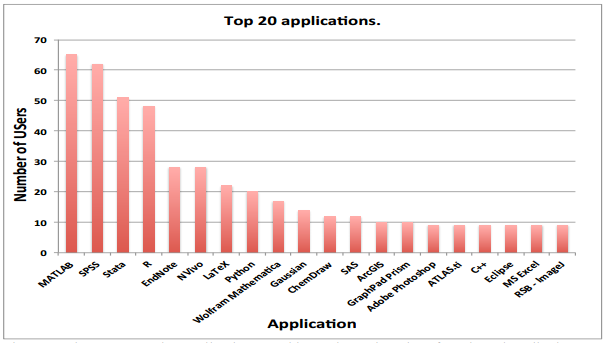 Top 20 applications.
70
60
50
40
30
20
10
0
Number of USers
MATLAB
SPSS
Stata
R
EndNote
NVivo
LaTeX
Python
Wolfram Mathematica
Gaussian
ChemDraw
SAS
ArcGIS
GraphPad Prism
Adobe Photoshop
ATLAS.ti
C++
Eclipse
MS Excel
RSB - ImageJ
Application